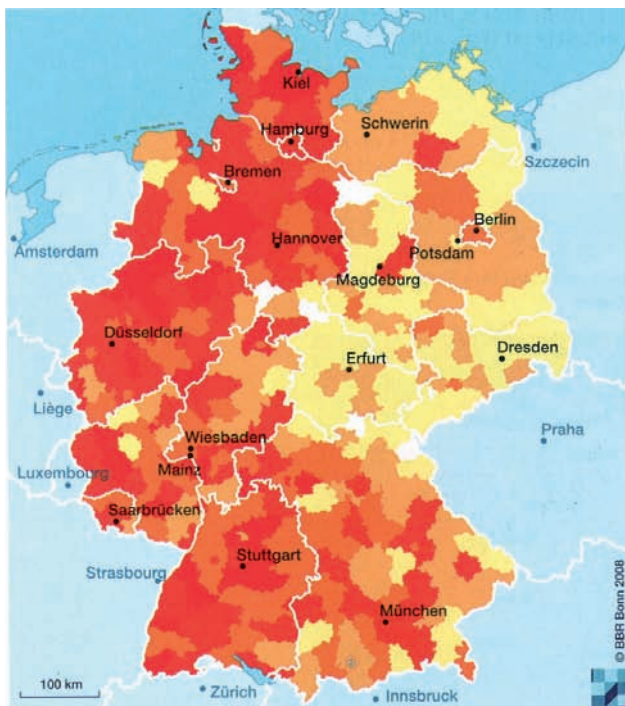 Kiel
Hamburg
Schwerin
Szczecin
Bremen
Amsterdam
Hannover
Berlin
Potsdam
Magdeburg
Düsseldorf
Erfurt
Dresden
Liège
Praha
Wiesbaden
Luxembourg
Mainz
Saarbrücken
Stuttgart
Strasbourg
München
© BBR Bonn 2008
100 km
Zürich
Innsbruck